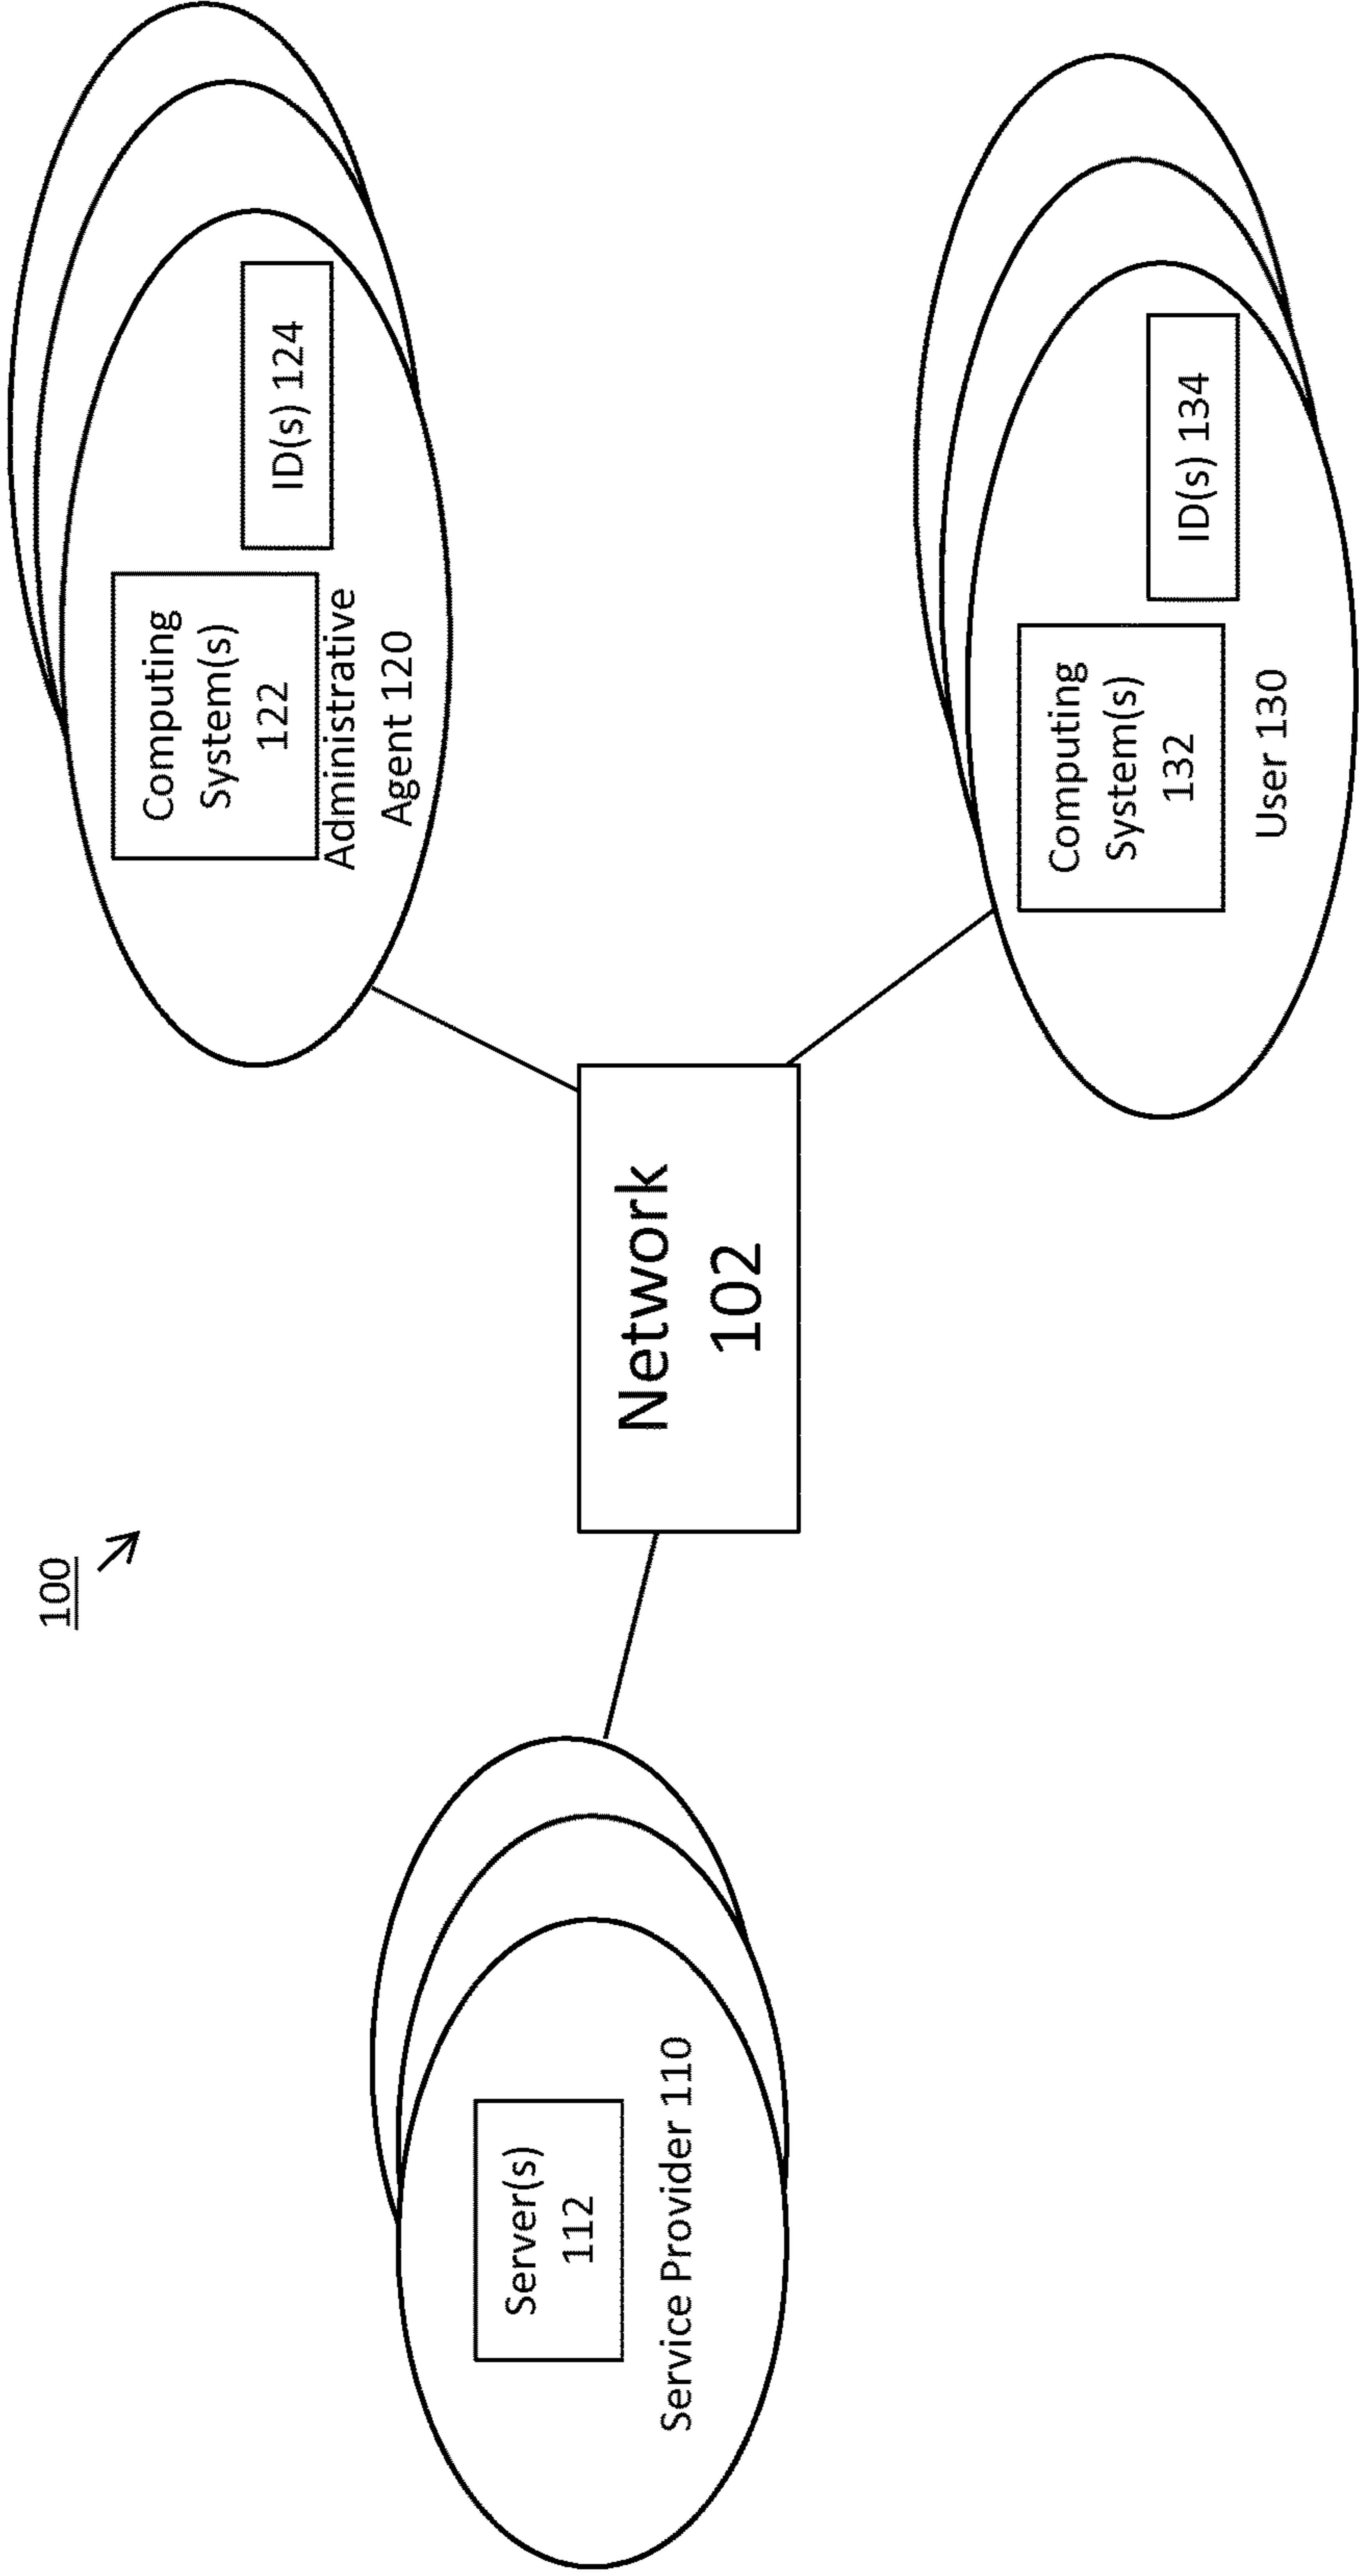 100
Computing
System(s)
122
ID(s) 124
Administrative
Agent 120
Server(s)
112
Service Provider 110
Network
102
Computing
System(s)
132
ID(s) 134
User 130